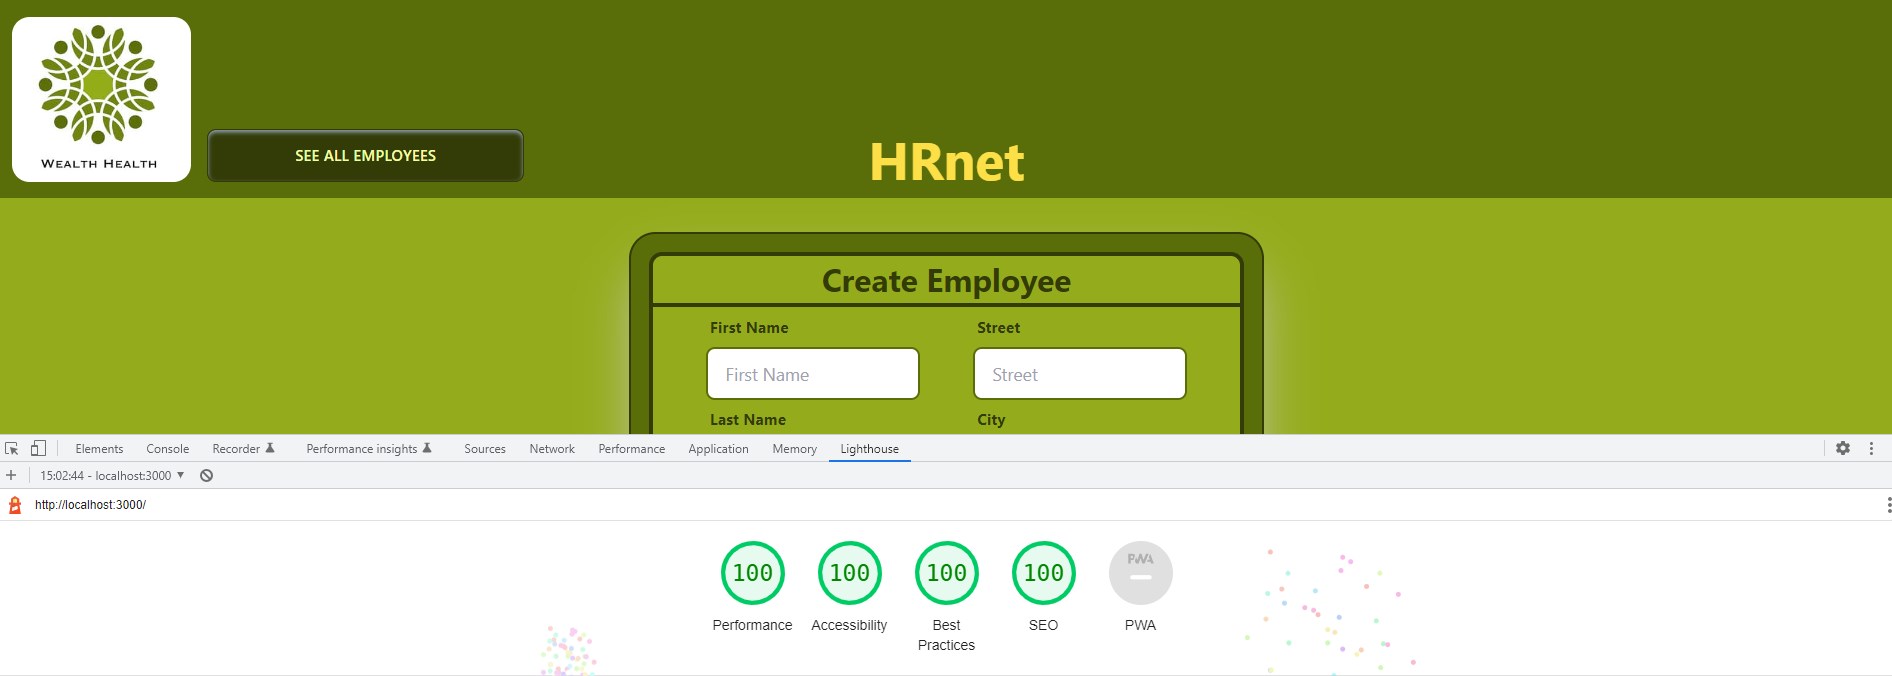 WEALTH HEALTH
SEE ALL EMPLOYEES
HRnet
Create Employee
First Name
Street
First Name
Street
Last Name
City
Elements Console Recorder Performance insights Sources Network Performance Application Memory Lighthouse
15:02:44 - localhost:3000
http://localhost:3000/
100 100 100 100 PWA
Performance Accessibility Best Practices SEO PWA